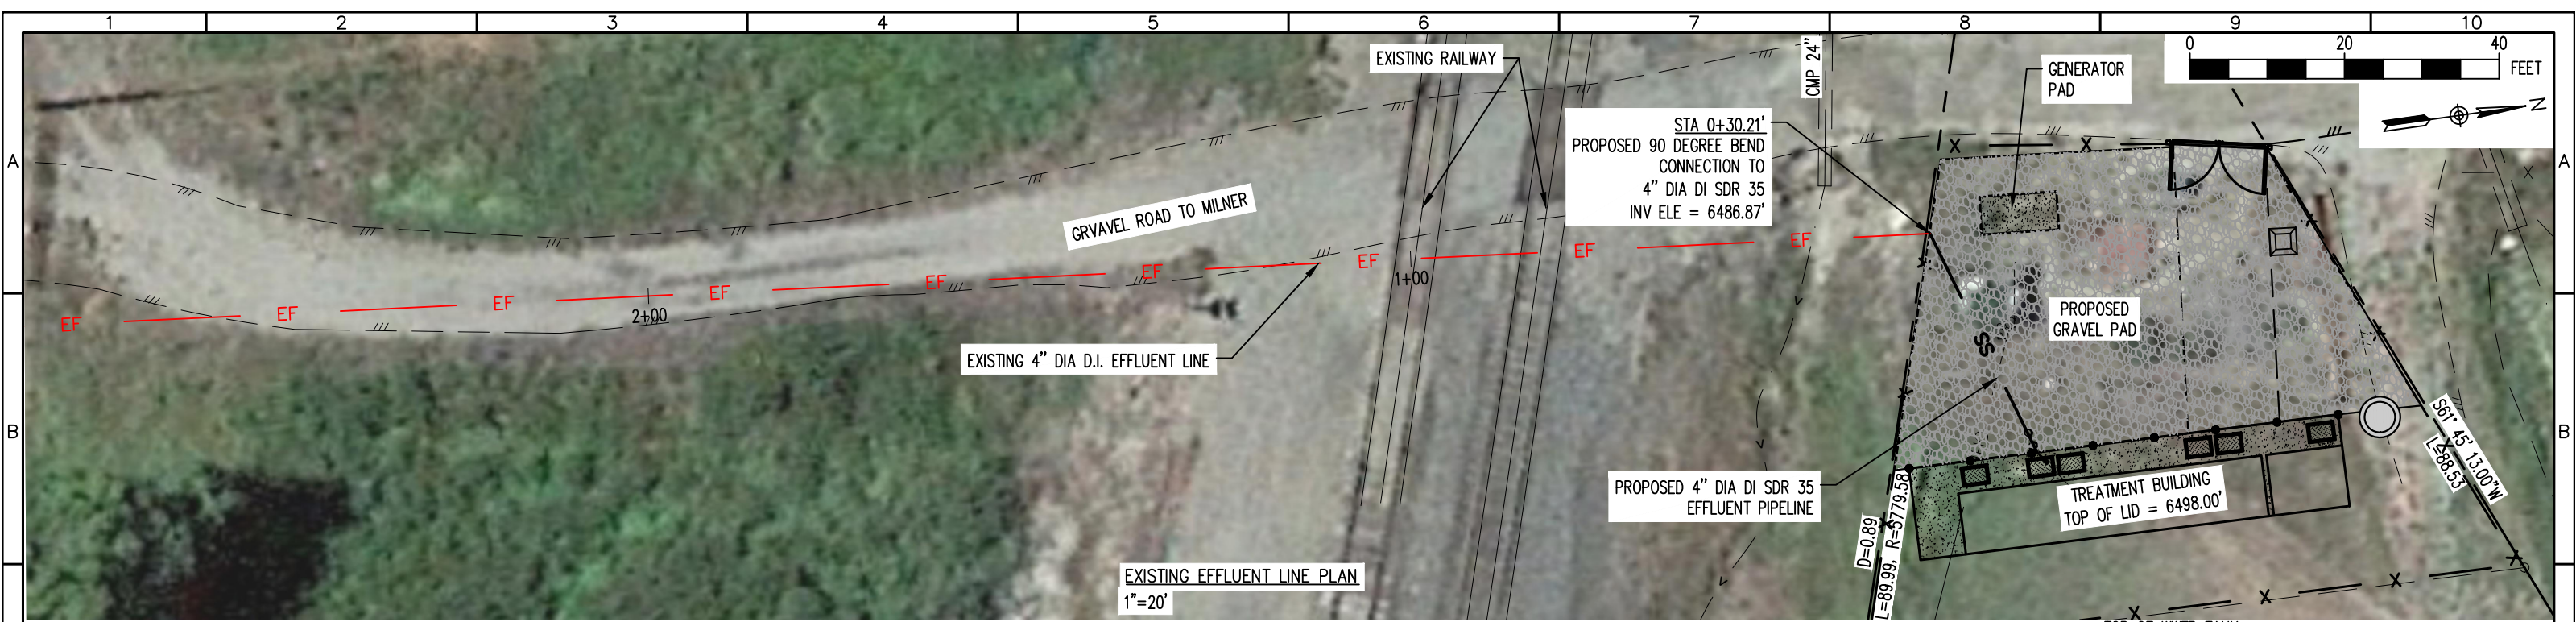 1 2 3 4 5 6 7 8 9 10
0 20 40
FEET
N
EXISTING RAILWAY
CMP 24"
GENERATOR
PAD
STA 0+30.21'
PROPOSED 90 DEGREE BEND
CONNECTION TO
4" DIA DI SDR 35
INV ELE = 6486.87'
A A
GRVAVEL ROAD TO MILNER
EF EF EF EF EF EF EF EF EF
1+00
2+00
PROPOSED
GRAVEL PAD
SS
EXISTING 4" DIA D.I. EFFLUENT LINE
B B
S61° 45' 13.00"W
L=88.53
PROPOSED 4" DIA DI SDR 35
EFFLUENT PIPELINE
TREATMENT BUILDING
TOP OF LID = 6498.00'
D=0.89
L=89.99, R=5779.58
EXISTING EFFLUENT LINE PLAN
1"=20'